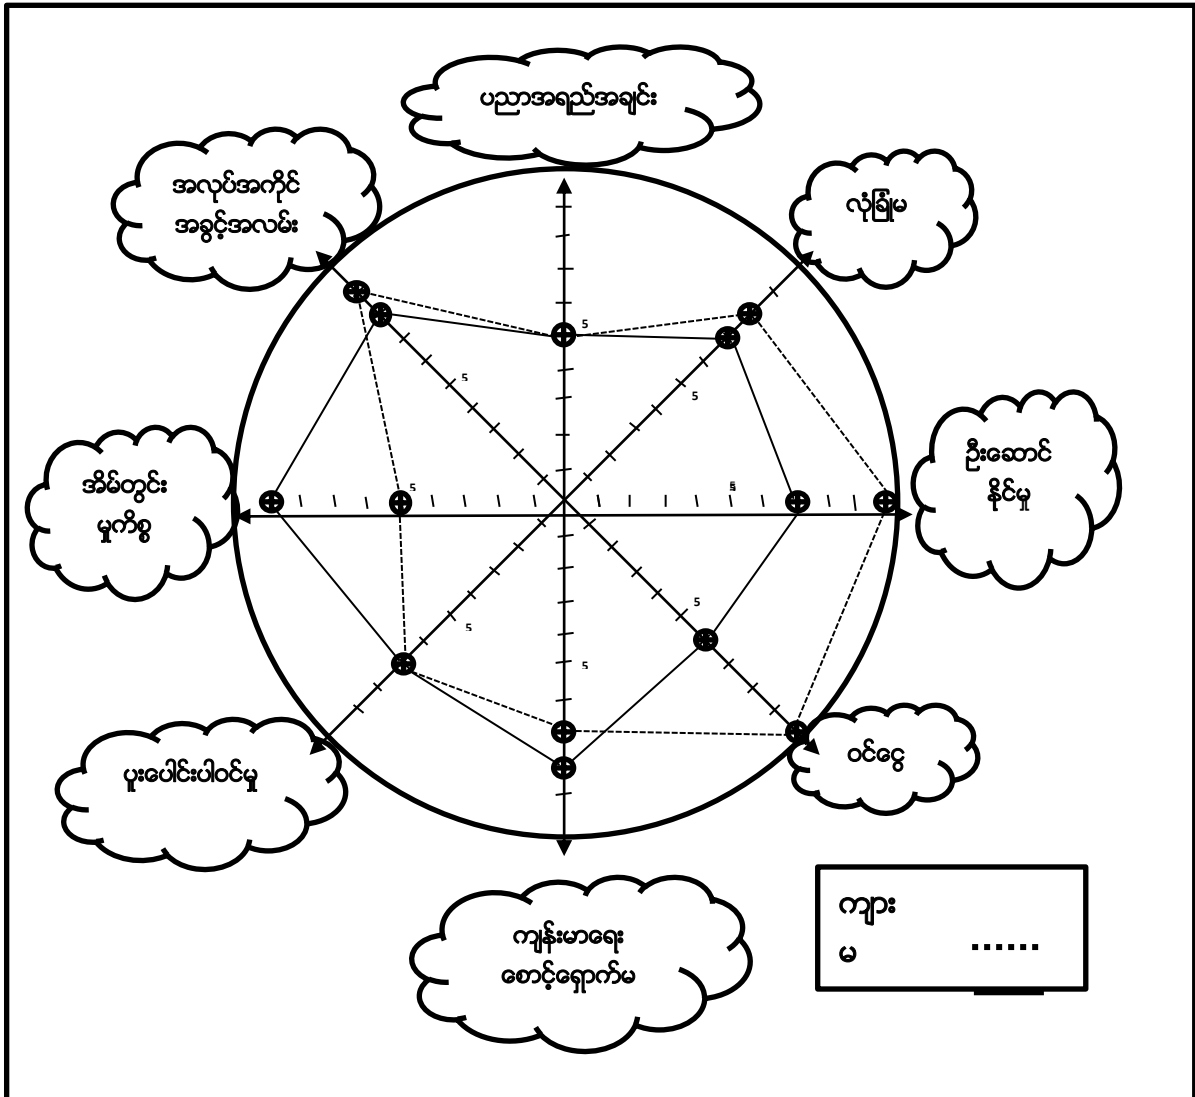 ပညာအရည်အချင်း
အလုပ်အကိုင်
အခွင့်အလမ်း
လုံခြုံမ
ဦးဆောင်
နိုင်မှု
အိမ်တွင်း
မှုကိစ္စ
ဝင်ငွေ
ပူးပေါင်းပါဝင်မှု
ကျန်းမာရေး
စောင့်ရှောက်မ
ကျား
မ ......
5
5
5
5
5
5
5
5